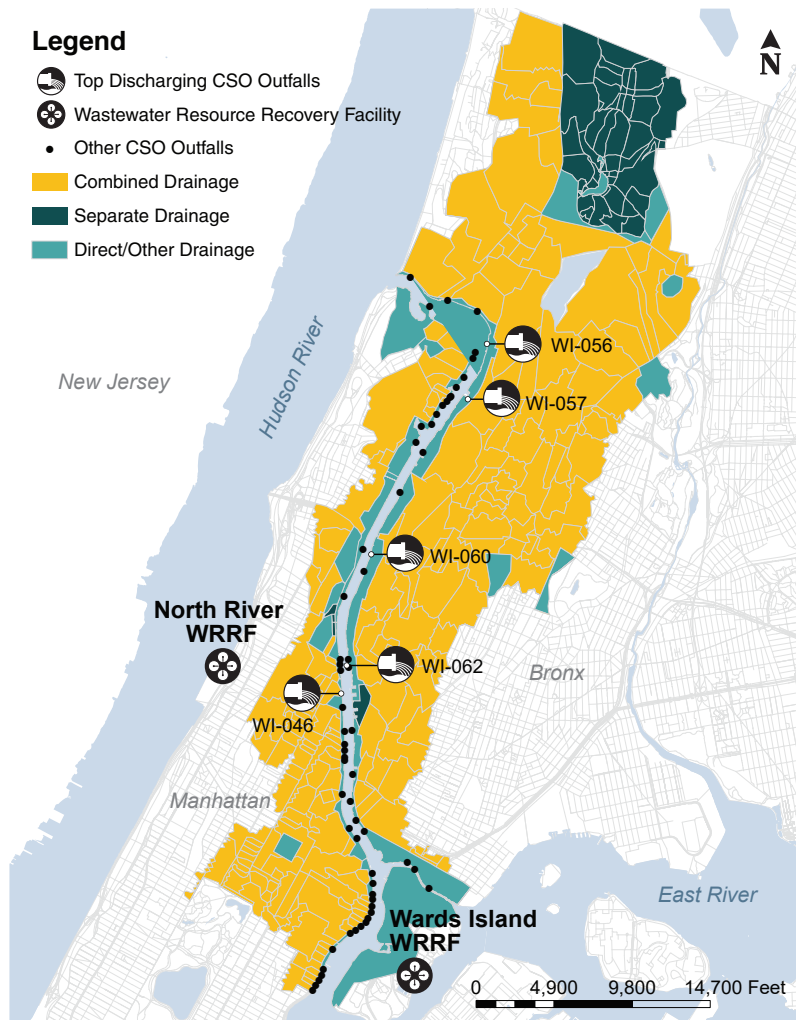 Legend
Top Discharging CSO Outfalls
Wastewater Resource Recovery Facility
Other CSO Outfalls
Combined Drainage
Separate Drainage
Direct/Other Drainage
N
Hudson River
New Jersey
WI-056
WI-057
WI-060
North River
WRRF
WI-062
Bronx
WI-046
Manhattan
East River
Wards Island
WRRF
0 4,900 9,800 14,700 Feet